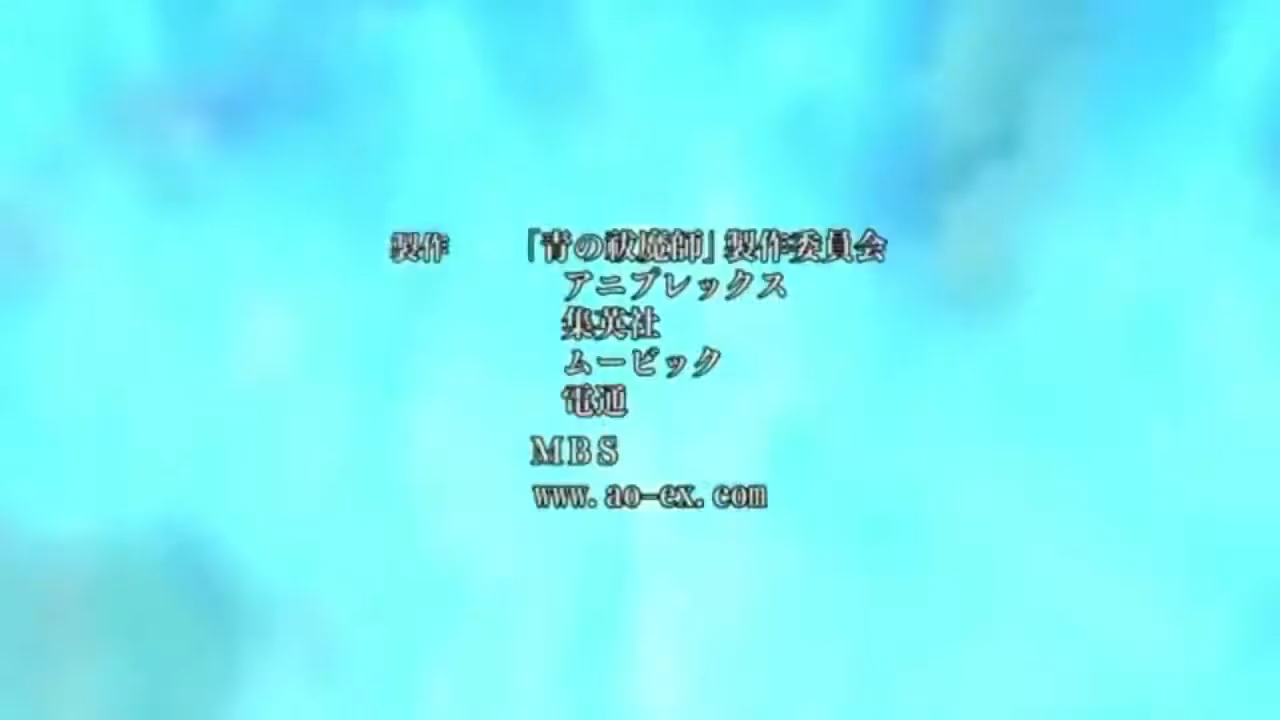 製作 「青の祓魔師」製作委員会
アニプレックス
集英社
ムービック
電通
MBS
www.ao-ex.com